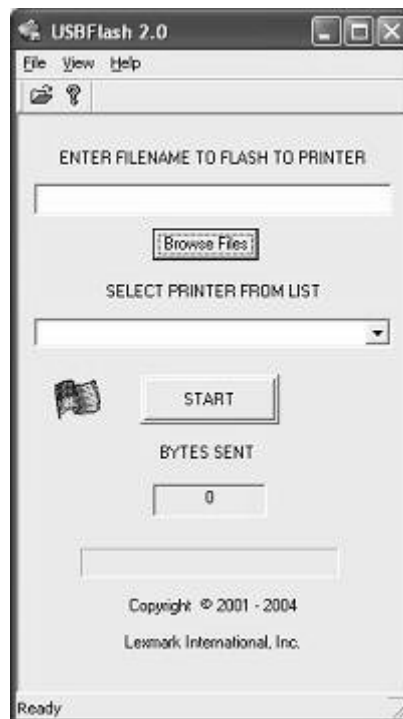 USBFlash 2.0
File View Help
ENTER FILENAME TO FLASH TO PRINTER
Browse Files
SELECT PRINTER FROM LIST
START
BYTES SENT
0
Copyright © 2001 - 2004
Lexmark International, Inc.
Ready